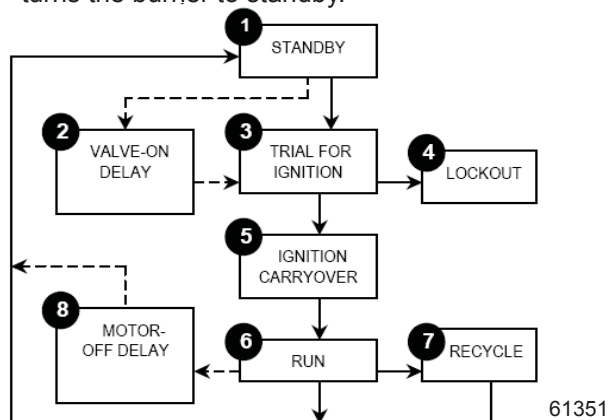 turns the burner to standby.
1
STANDBY
2
VALVE-ON
DELAY
3
TRIAL FOR
IGNITION
4
LOCKOUT
5
IGNITION
CARRYOVER
8
MOTOR-
OFF DELAY
6
RUN
7
RECYCLE
61351